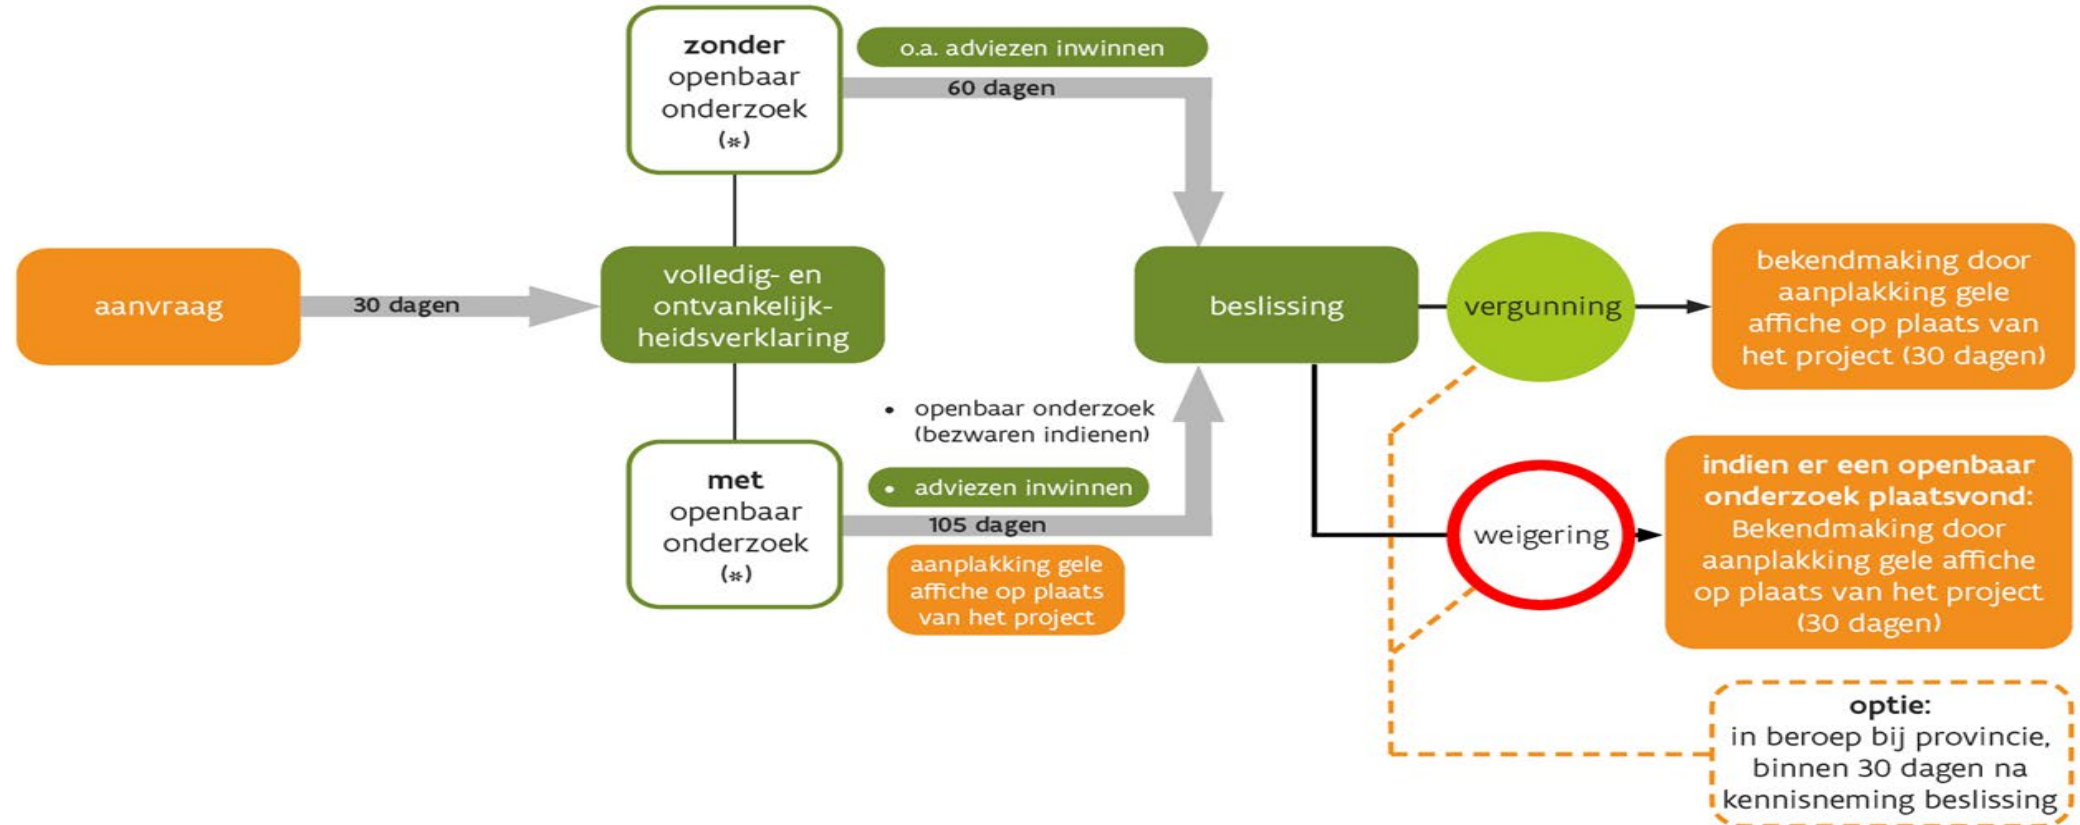 zonder
openbaar
onderzoek
(*)
o.a. adviezen inwinnen
60 dagen
aanvraag
30 dagen
volledig- en
ontvankelijk-
heidsverklaring
beslissing
vergunning
bekendmaking door
aanplakking gele
affiche op plaats van
het project (30 dagen)
• openbaar onderzoek
(bezwaren indienen)
• adviezen inwinnen
105 dagen
met
openbaar
onderzoek
(*)
aanplakking gele
affiche op plaats
van het project
weigering
indien er een openbaar
onderzoek plaatsvond:
Bekendmaking door
aanplakking gele affiche
op plaats van het project
(30 dagen)
optie:
in beroep bij provincie,
binnen 30 dagen na
kennisneming beslissing